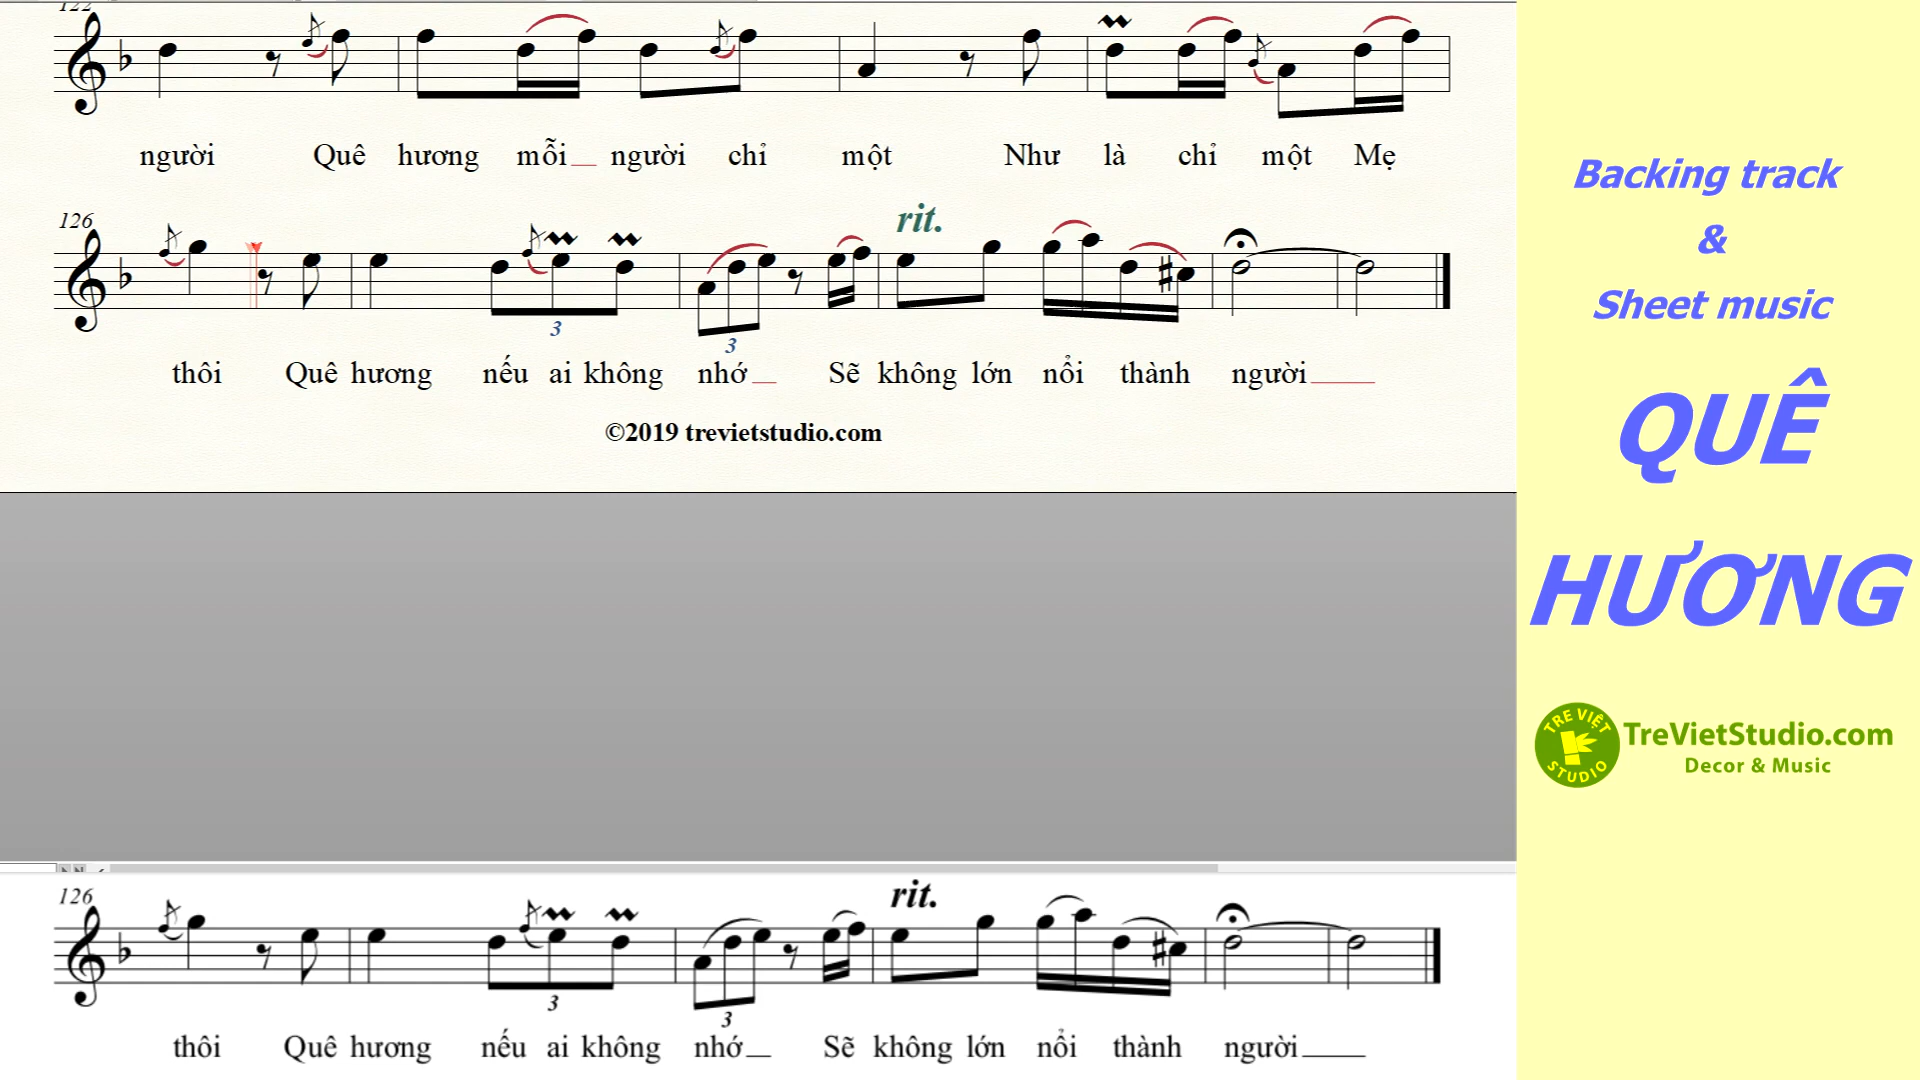 122
người Quê hương mỗi người chỉ một Như là chỉ một Mẹ
126
rit.
3
3
thôi Quê hương nếu ai không nhớ Sẽ không lớn nổi thành người
©2019 trevietstudio.com
126
rit.
3
3
thôi Quê hương nếu ai không nhớ Sẽ không lớn nổi thành người
Backing track
&
Sheet music
QUÊ
HƯƠNG
TRE VIỆT
STUDIO
TreVietStudio.com
Decor & Music